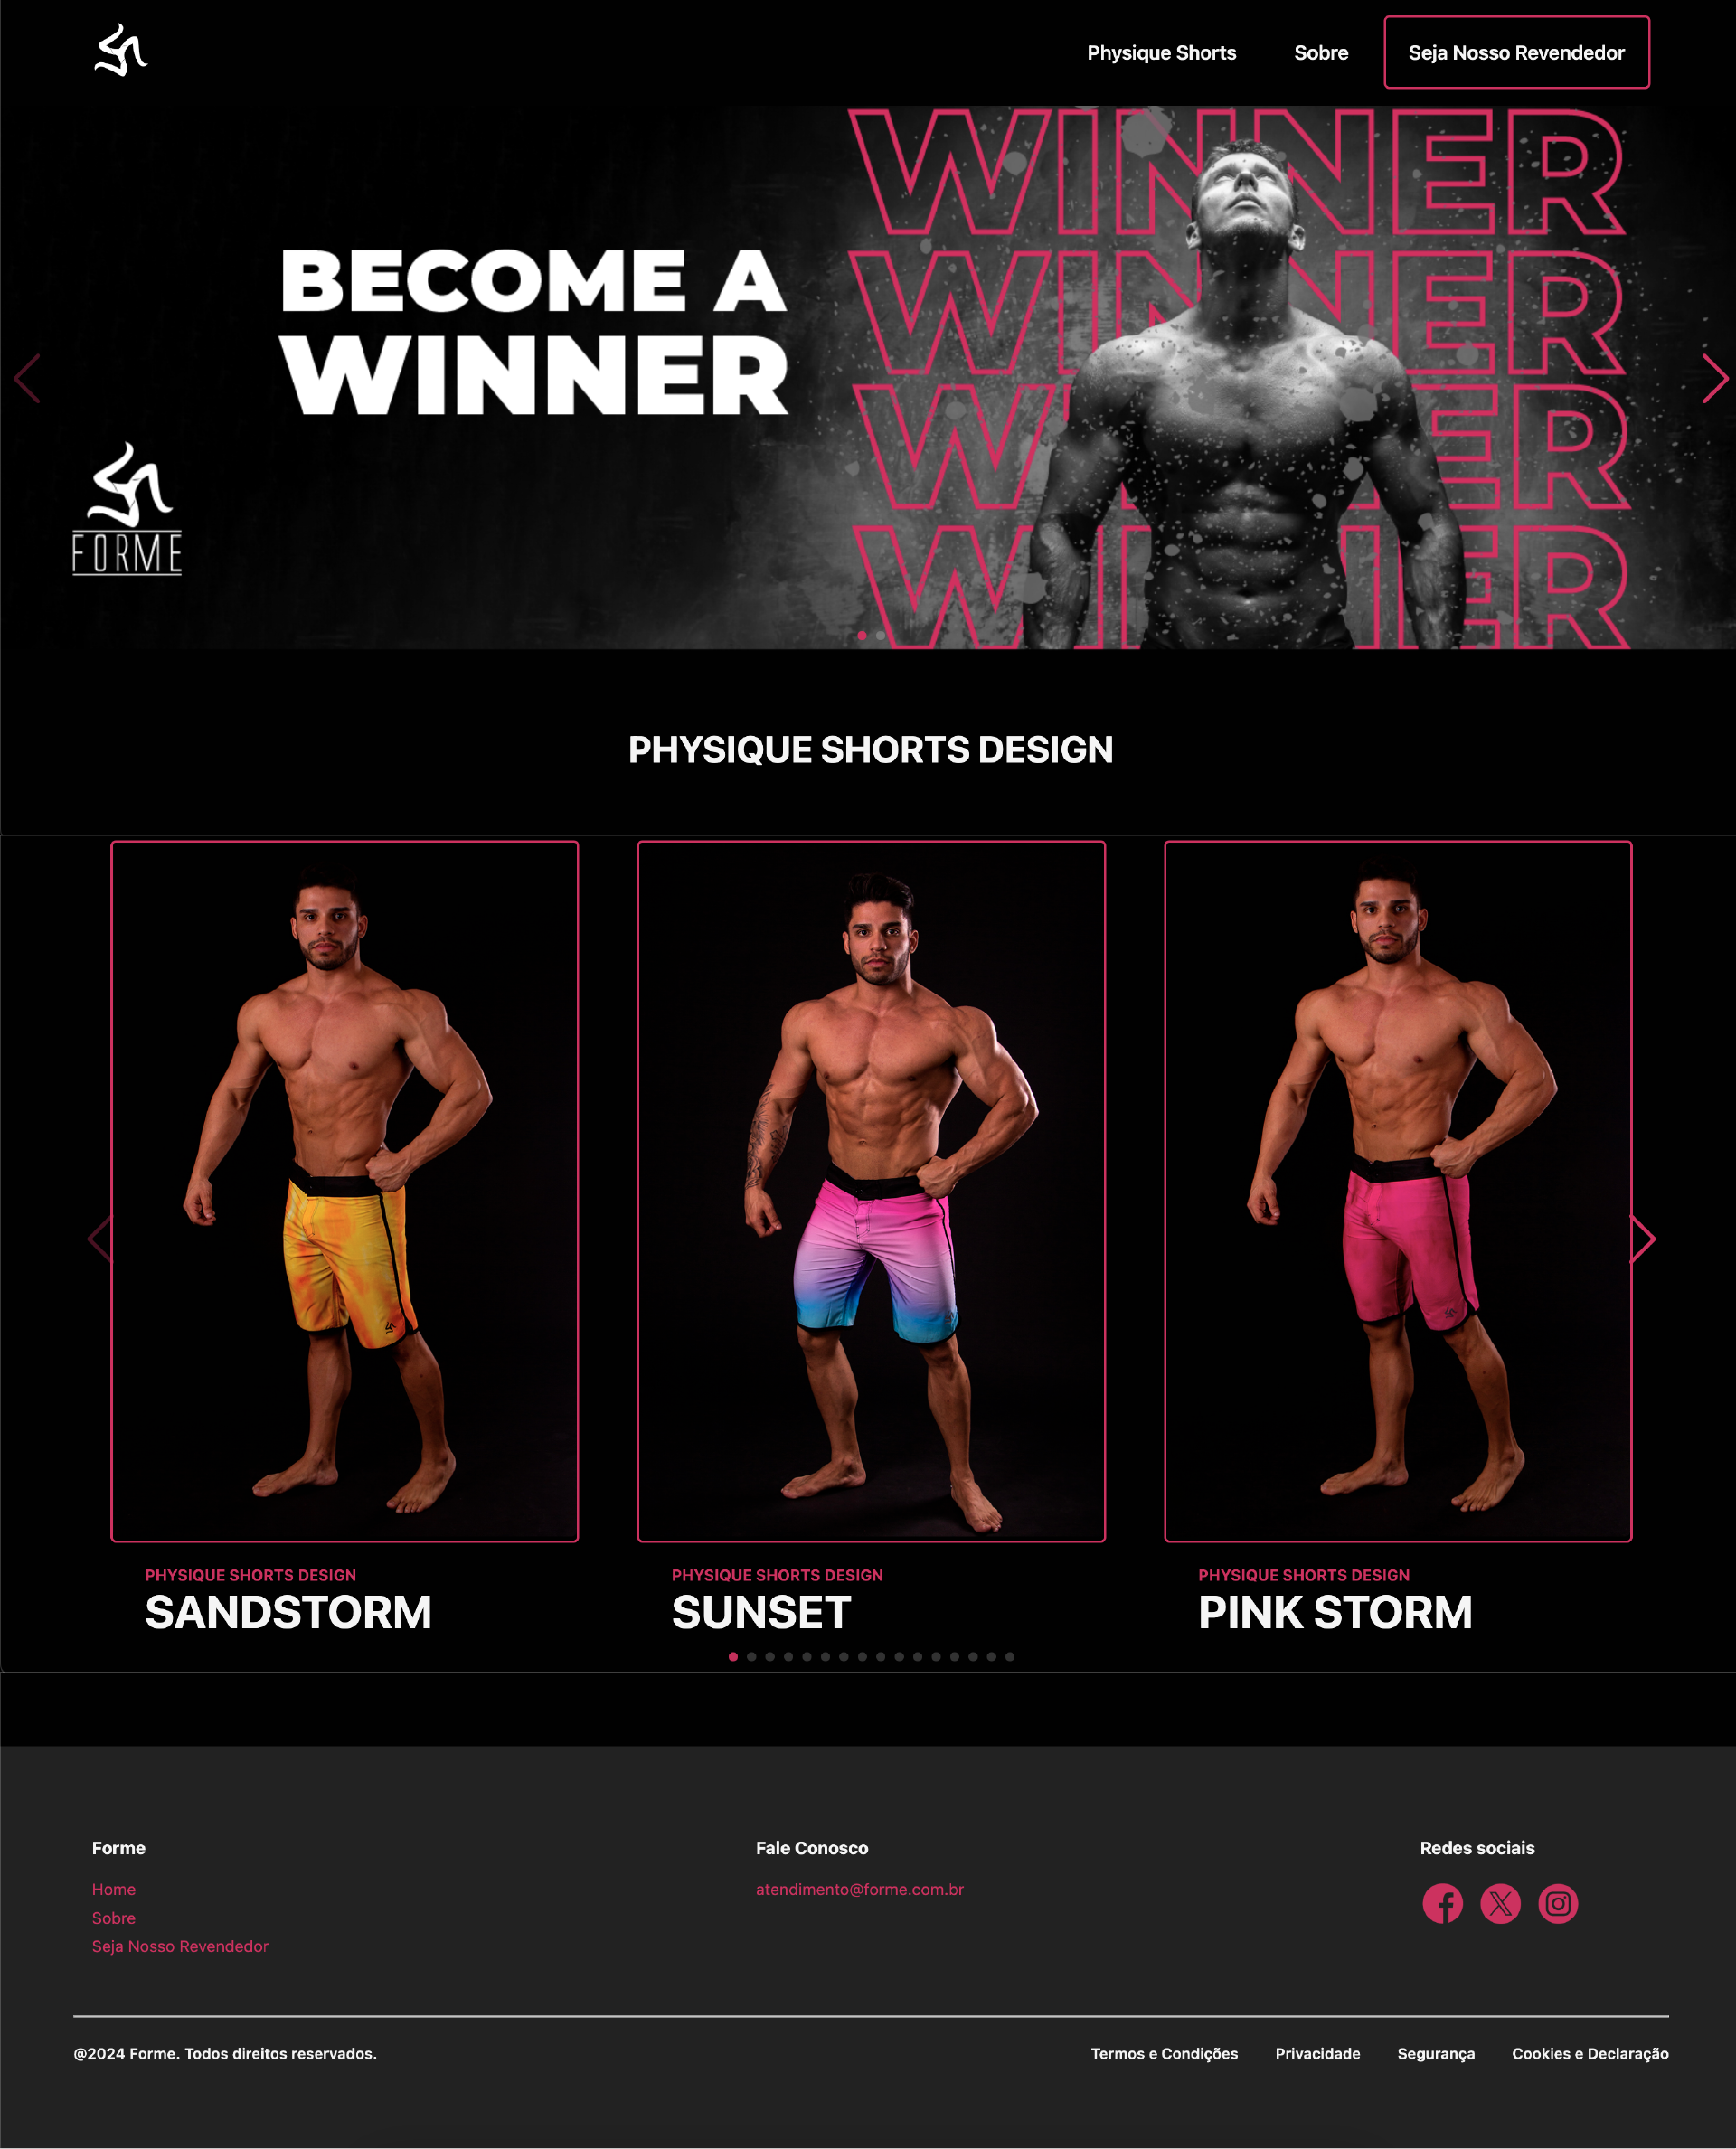 Physique Shorts
Sobre
Seja Nosso Revendedor
WINNER
WINNER
WINNER
WINNER
BECOME A
WINNER
FORME
PHYSIQUE SHORTS DESIGN
PHYSIQUE SHORTS DESIGN
SANDSTORM
PHYSIQUE SHORTS DESIGN
SUNSET
PHYSIQUE SHORTS DESIGN
PINK STORM
Forme
Home
Sobre
Seja Nosso Revendedor
Fale Conosco
atendimento@forme.com.br
Redes sociais
@2024 Forme. Todos direitos reservados.
Termos e Condições
Privacidade
Segurança
Cookies e Declaração